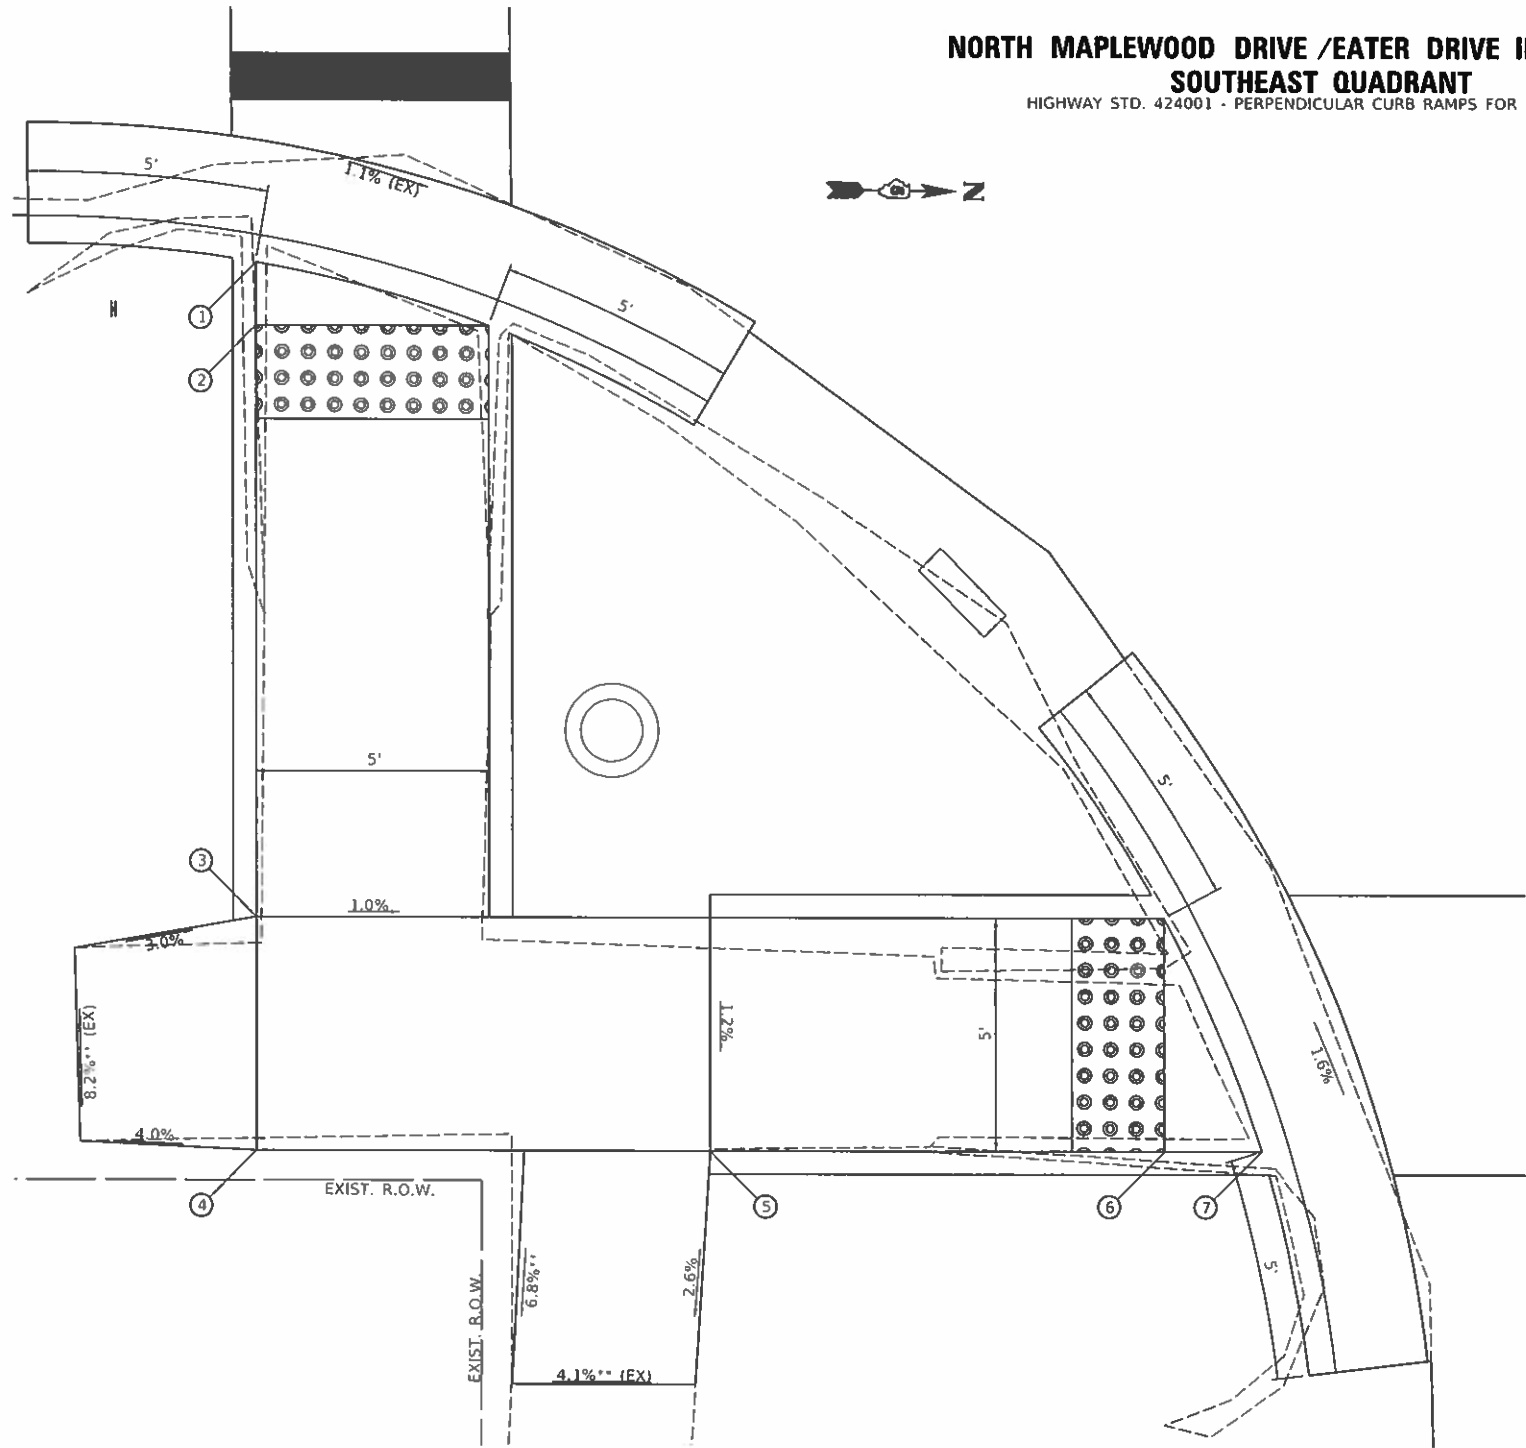 NORTH MAPLEWOOD DRIVE /EATER DRIVE
SOUTHEAST QUADRANT
HIGHWAY STD. 424001 - PERPENDICULAR CURB RAMPS FOR
5'
1.1% (EX)
N
1
5'
2
5'
3
1.0%
5'
3.0%
8.2%** (EX)
1.2%
5'
1.6%
4.0%
EXIST. R.O.W.
4
5
6
7
6.8%**
2.6%
5'
EXIST. R.O.W.
4.1%** (EX)